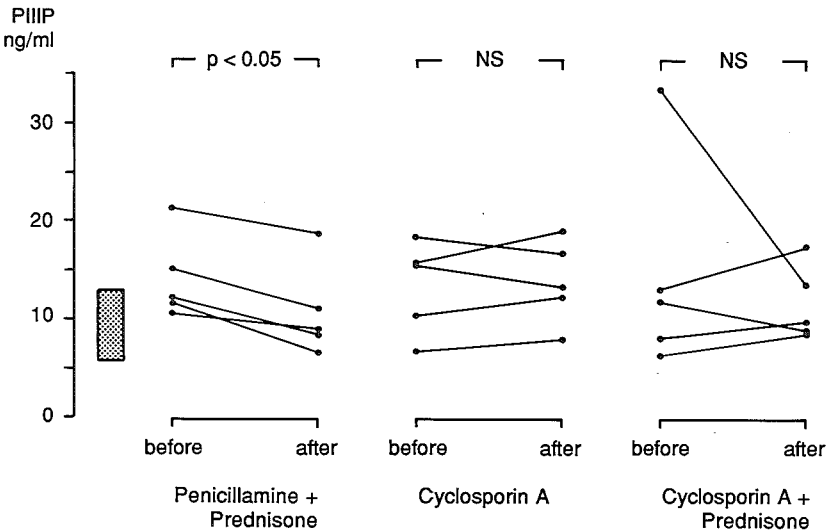 PIIIP
ng/ml
p < 0.05
NS
NS
30
20
10
0
before
after
before
after
before
after
Penicillamine +
Prednisone
Cyclosporin A
Cyclosporin A +
Prednisone